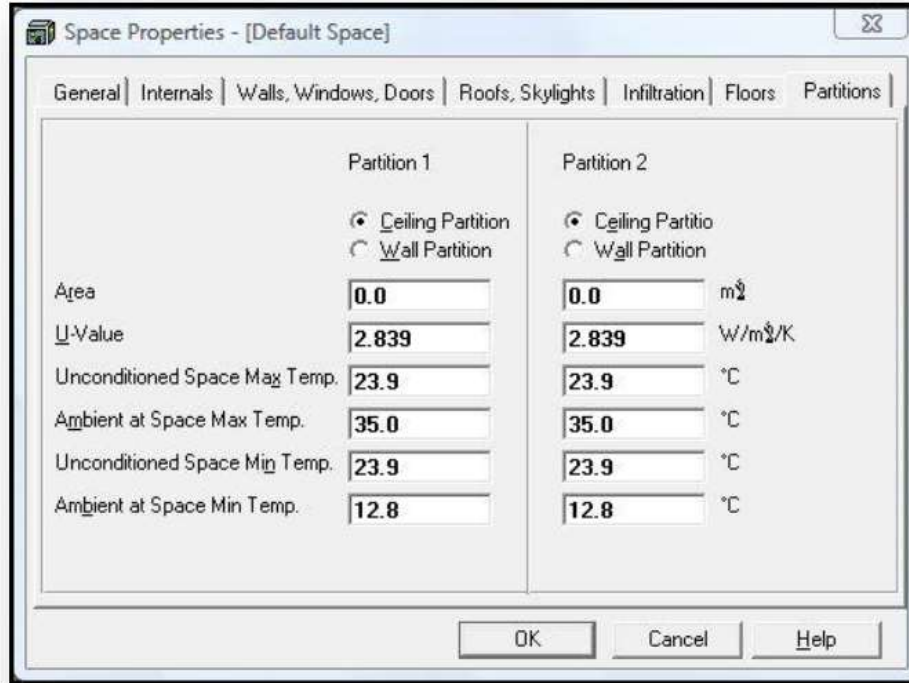 Space Properties - [Default Space]
General Internals Walls, Windows, Doors Roofs, Skylights Infiltration Floors Partitions
Partition 1 Partition 2
Ceiling Partition Ceiling Partitio
Wall Partition Wall Partition
Area 0.0 0.0 m²
U-Value 2.839 2.839 W/m²/K
Unconditioned Space Max Temp. 23.9 23.9 °C
Ambient at Space Max Temp. 35.0 35.0 °C
Unconditioned Space Min Temp. 23.9 23.9 °C
Ambient at Space Min Temp. 12.8 12.8 °C
OK Cancel Help